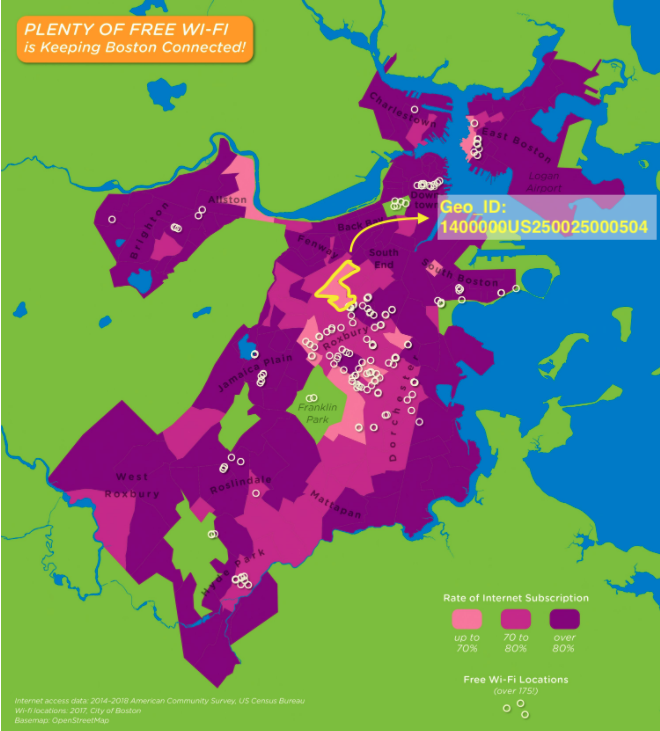 PLENTY OF FREE WI-FI
is Keeping Boston Connected!
Charlestown
East Boston
Logan
Airport
Allston
Brighton
Down
town
Back Bay
Geo_ID:
1400000US250025000504
Fenway
South
End
South Boston
Roxbury
Jamaica Plain
Dorchester
Franklin
Park
West
Roxbury
Roslindale
Mattapan
Hyde Park
Rate of Internet Subscription
up to
70%
70 to
80%
over
80%
Free Wi-Fi Locations
(over 175!)
Internet access data: 2014-2018 American Community Survey, US Census Bureau
Wi-fi locations: 2017, City of Boston
Basemap: OpenStreetMap